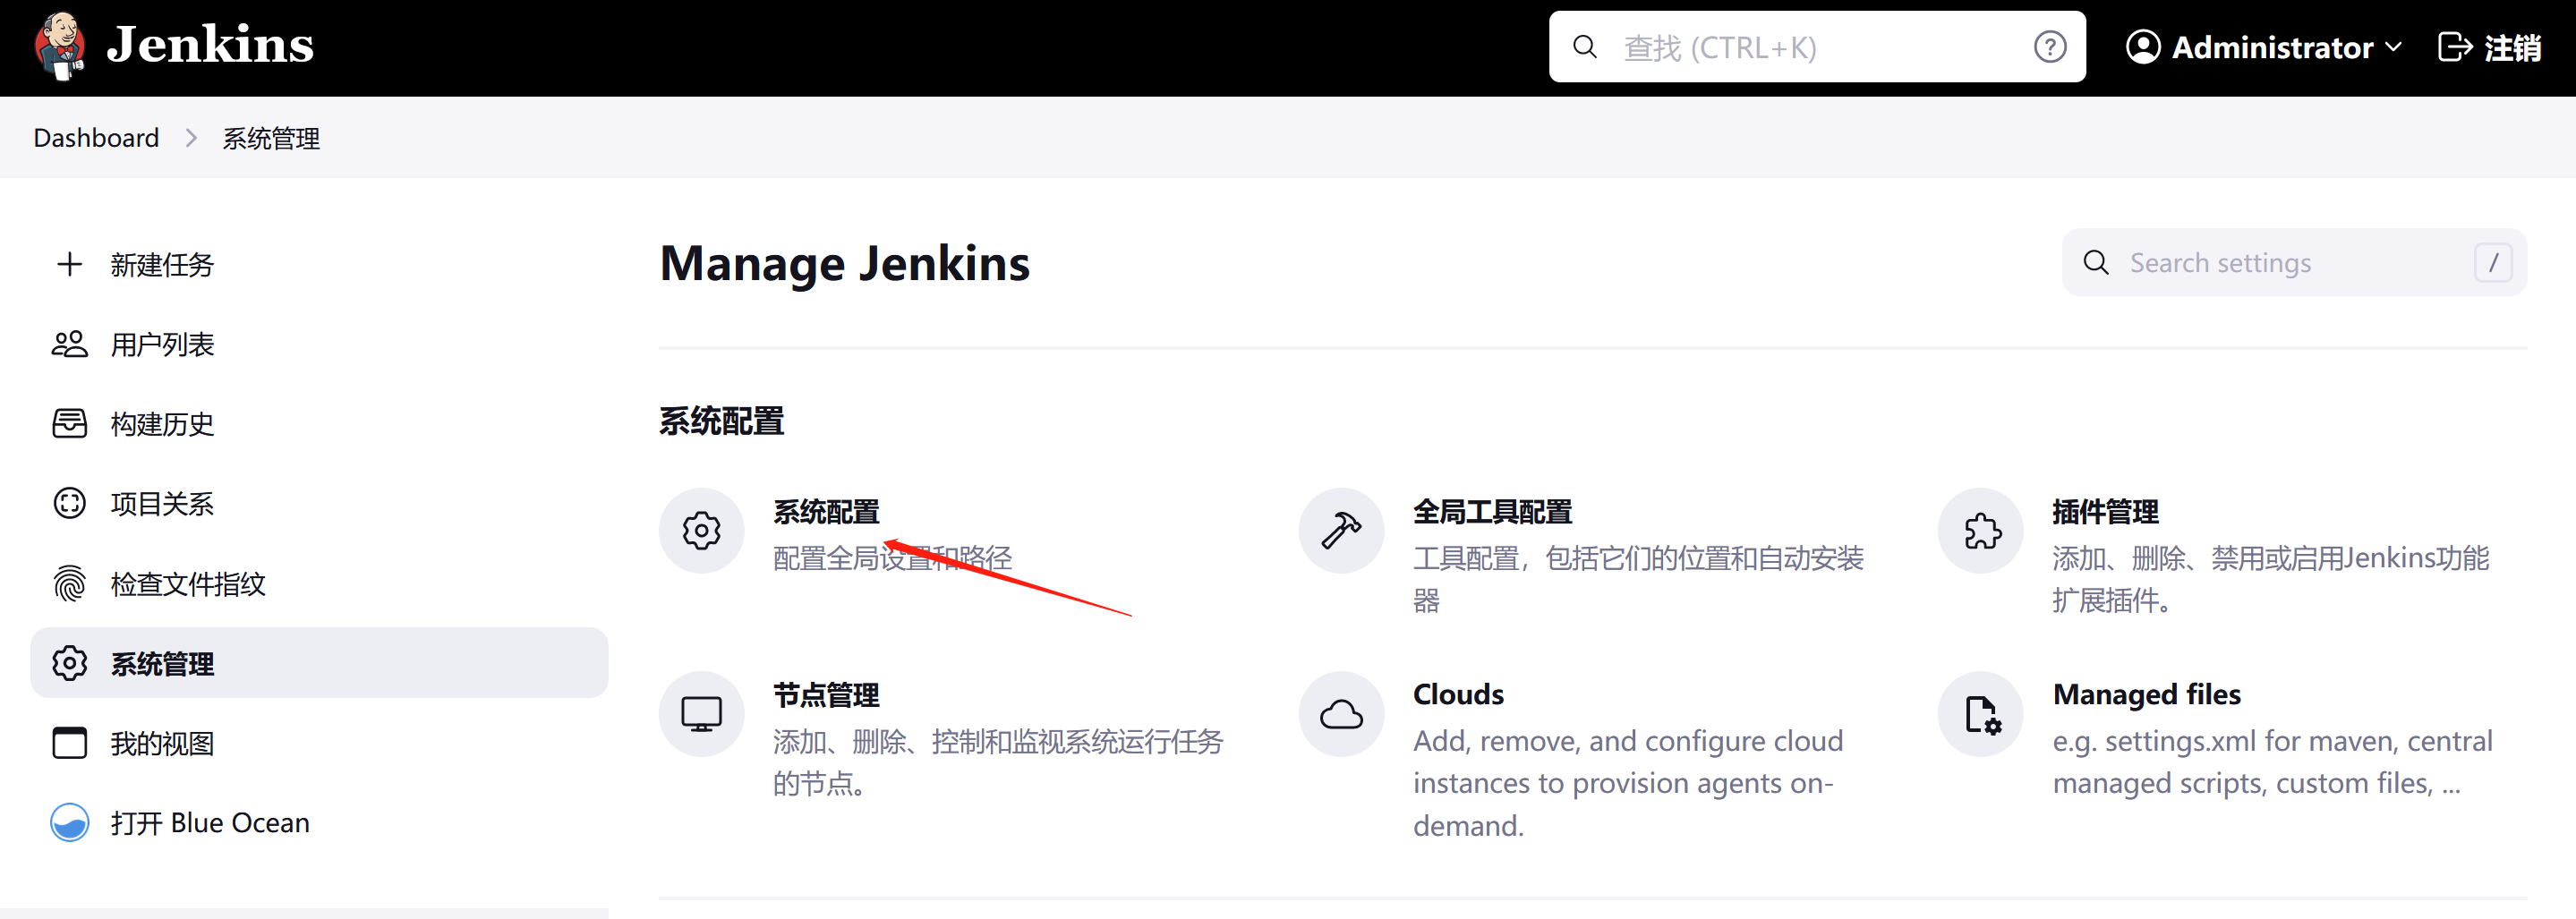 Jenkins
查找 (CTRL+K)
Administrator
注销
Dashboard
系统管理
新建任务
用户列表
构建历史
项目关系
检查文件指纹
系统管理
我的视图
打开 Blue Ocean
Manage Jenkins
Search settings
/
系统配置
系统配置
配置全局设置和路径
全局工具配置
工具配置，包括它们的位置和自动安装
器
插件管理
添加、删除、禁用或启用Jenkins功能
扩展插件。
节点管理
添加、删除、控制和监视系统运行任务
的节点。
Clouds
Add, remove, and configure cloud
instances to provision agents on-
demand.
Managed files
e.g. settings.xml for maven, central
managed scripts, custom files, ...